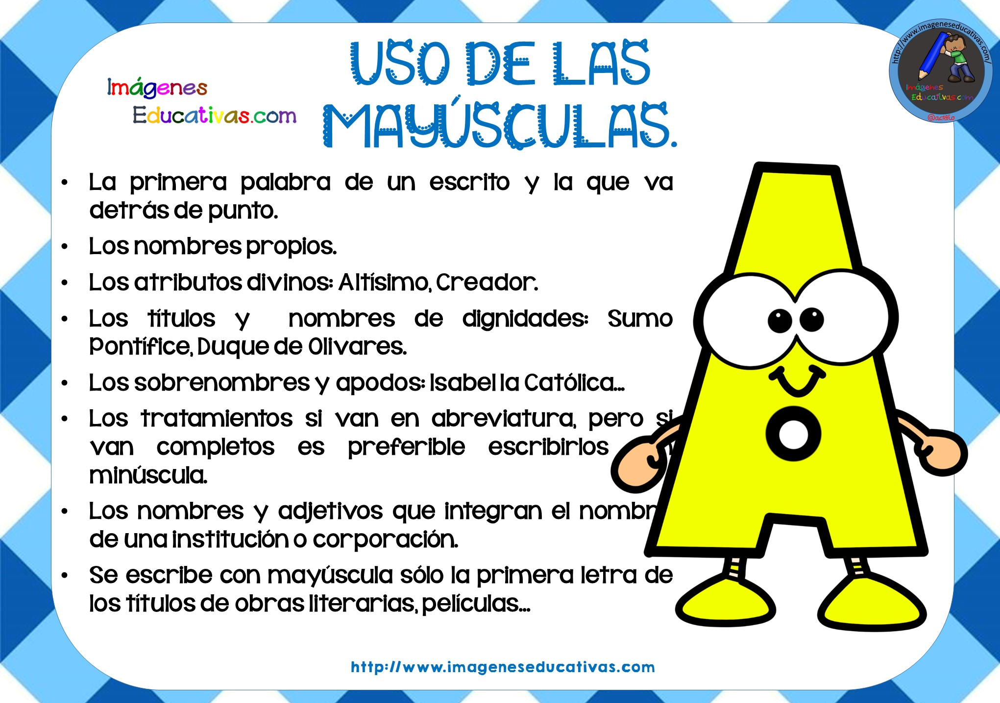 USO DE LAS
MAYÚSCULAS.
Imágenes
Educativas.com
http://www.imageneseducativas.com/
Imágenes
Educativas.com
@acrbio
• La primera palabra de un escrito y la que va
detrás de punto.
• Los nombres propios.
• Los atributos divinos: Altísimo, Creador.
• Los títulos y nombres de dignidades: Sumo
Pontífice, Duque de Olivares.
• Los sobrenombres y apodos: Isabel la Católica...
• Los tratamientos si van en abreviatura, pero si
van completos es preferible escribirlos
minúscula.
• Los nombres y adjetivos que integran el nombr
de una institución o corporación.
• Se escribe con mayúscula sólo la primera letra de
los títulos de obras literarias, películas...
http://www.imageneseducativas.com